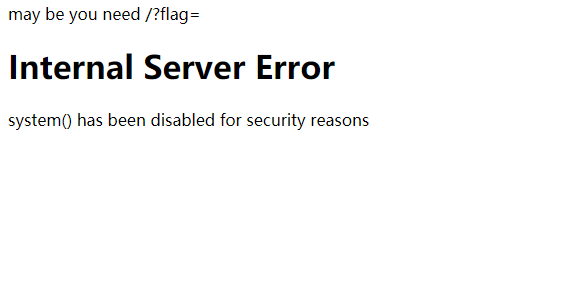 may be you need /?flag=
Internal Server Error
system() has been disabled for security reasons